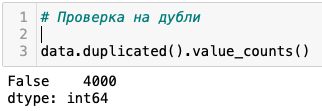 1 # Проверка на дубли
2
3 data.duplicated().value_counts()
False    4000
dtype: int64